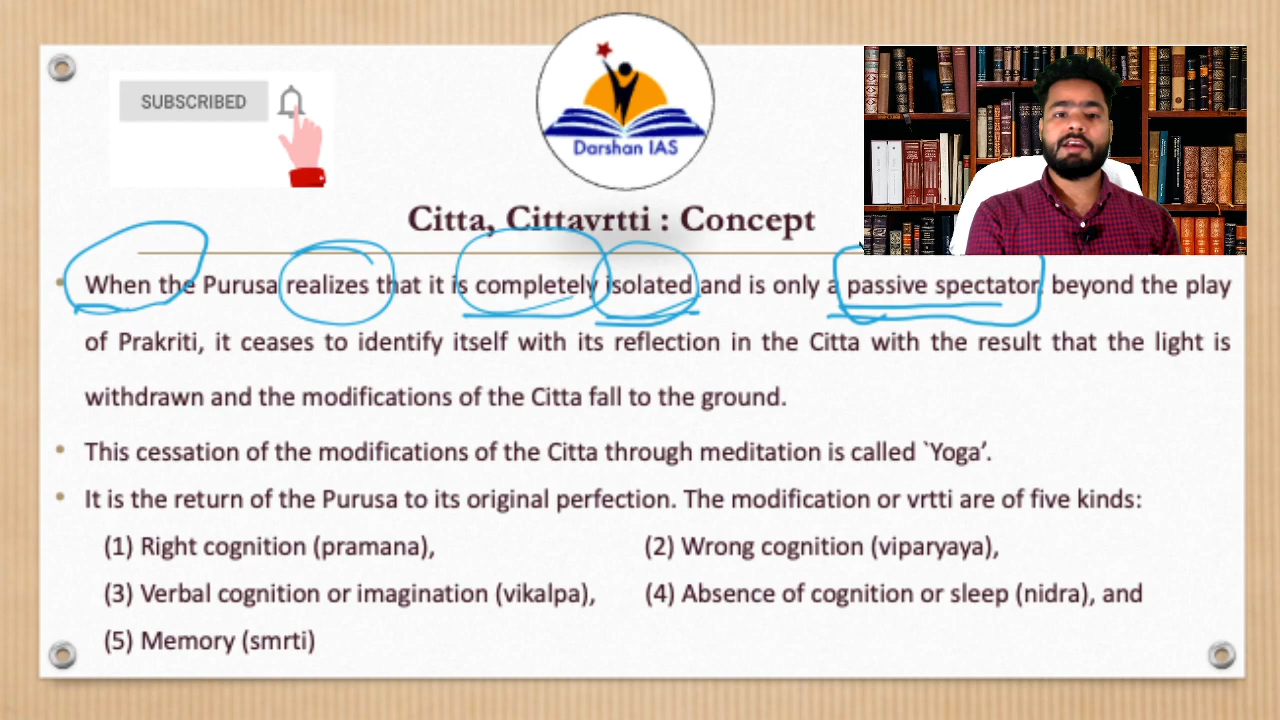 SUBSCRIBED
Darshan IAS
Citta, Cittavrtti : Concept
• When the Purusa realizes that it is completely isolated and is only a passive spectator, beyond the play
of Prakriti, it ceases to identify itself with its reflection in the Citta with the result that the light is
withdrawn and the modifications of the Citta fall to the ground.
• This cessation of the modifications of the Citta through meditation is called `Yoga’.
• It is the return of the Purusa to its original perfection. The modification or vrtti are of five kinds:
(1) Right cognition (pramana), (2) Wrong cognition (viparyaya),
(3) Verbal cognition or imagination (vikalpa), (4) Absence of cognition or sleep (nidra), and
(5) Memory (smrti)